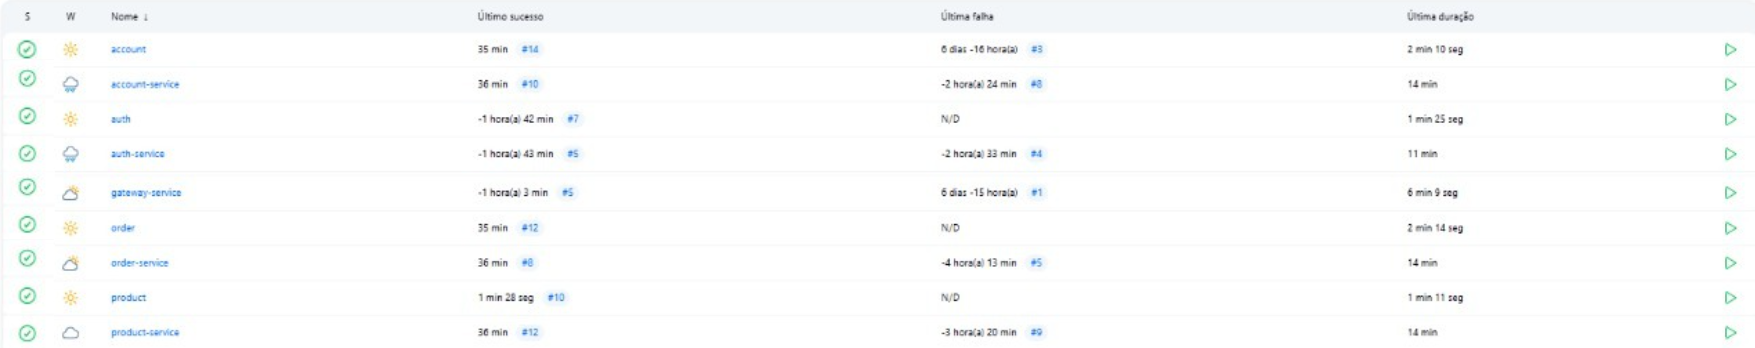 S W Nome ↓ Último sucesso Última falha Última duração
account 35 min #14 6 dias -16 hora(a) #3 2 min 10 seg
account-service 36 min #10 -2 hora(a) 24 min #8 14 min
auth -1 hora(a) 42 min #7 N/D 1 min 25 seg
auth-service -1 hora(a) 43 min #5 -2 hora(a) 33 min #4 11 min
gateway-service -1 hora(a) 3 min #5 6 dias -15 hora(a) #1 6 min 9 seg
order 35 min #12 N/D 2 min 14 seg
order-service 36 min #8 -4 hora(a) 13 min #5 14 min
product 1 min 28 seg #10 N/D 1 min 11 seg
product-service 36 min #12 -3 hora(a) 20 min #9 14 min